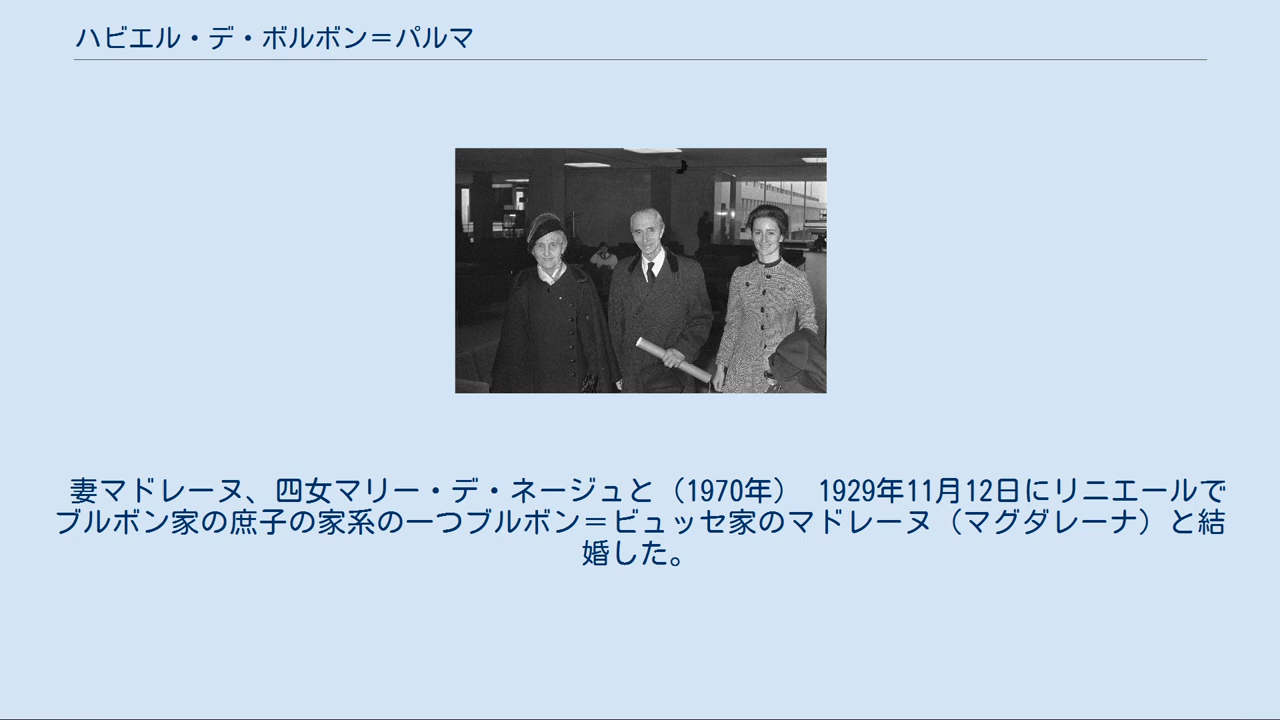 ハビエル・デ・ボルボン＝パルマ
妻マドレーヌ、四女マリー・デ・ネージュと（1970年） 1929年11月12日にリニエールで
ブルボン家の庶子の家系の一つブルボン＝ビュッセ家のマドレーヌ（マグダレーナ）と結
婚した。